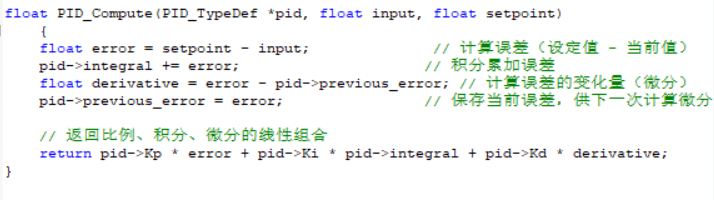 float PID_Compute(PID_TypeDef *pid, float input, float setpoint)
{
float error = setpoint - input; // 计算误差（设定值 - 当前值）
pid->integral += error; // 积分累加误差
float derivative = error - pid->previous_error; // 计算误差的变化量（微分）
pid->previous_error = error; // 保存当前误差，供下一次计算微分
// 返回比例、积分、微分的线性组合
return pid->Kp * error + pid->Ki * pid->integral + pid->Kd * derivative;
}